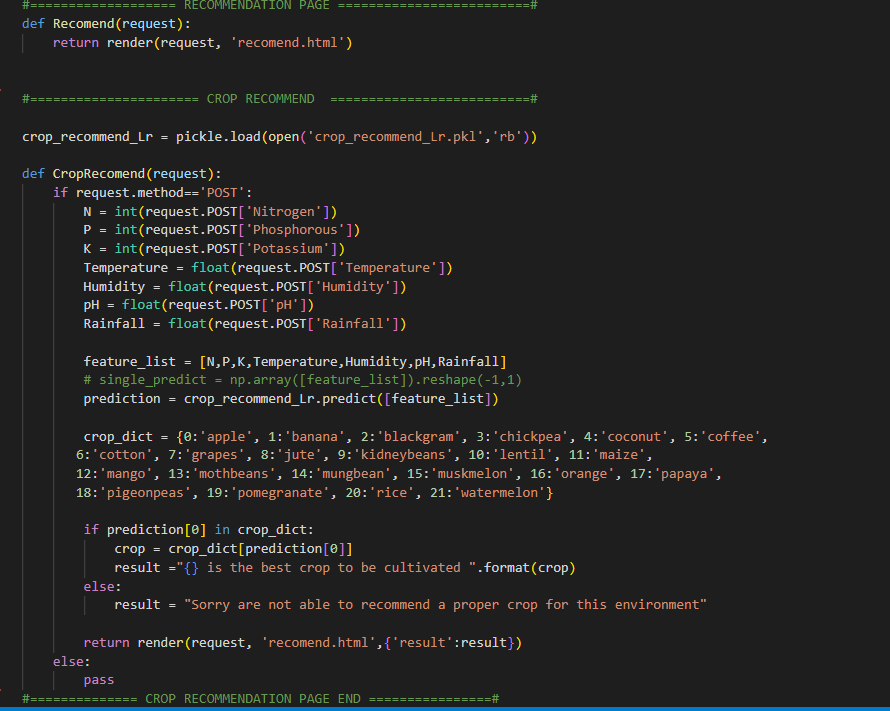 #=================== RECOMMENDATION PAGE =========================#
def Recomend(request):
    return render(request, 'recomend.html')
#====================== CROP RECOMMEND  ==========================#
crop_recommend_Lr = pickle.load(open('crop_recommend_Lr.pkl','rb'))
def CropRecomend(request):
    if request.method=='POST':
        N = int(request.POST['Nitrogen'])
        P = int(request.POST['Phosphorous'])
        K = int(request.POST['Potassium'])
        Temperature = float(request.POST['Temperature'])
        Humidity = float(request.POST['Humidity'])
        pH = float(request.POST['pH'])
        Rainfall = float(request.POST['Rainfall'])
        feature_list = [N,P,K,Temperature,Humidity,pH,Rainfall]
        # single_predict = np.array([feature_list]).reshape(-1,1)
        prediction = crop_recommend_Lr.predict([feature_list])
        crop_dict = {0:'apple', 1:'banana', 2:'blackgram', 3:'chickpea', 4:'coconut', 5:'coffee',
       6:'cotton', 7:'grapes', 8:'jute', 9:'kidneybeans', 10:'lentil', 11:'maize',
       12:'mango', 13:'mothbeans', 14:'mungbean', 15:'muskmelon', 16:'orange', 17:'papaya',
       18:'pigeonpeas', 19:'pomegranate', 20:'rice', 21:'watermelon'}
        if prediction[0] in crop_dict:
            crop = crop_dict[prediction[0]]
            result ="{} is the best crop to be cultivated ".format(crop)
        else:
            result = "Sorry are not able to recommend a proper crop for this environment"
        return render(request, 'recomend.html',{'result':result})
    else:
        pass
#============== CROP RECOMMENDATION PAGE END ================#